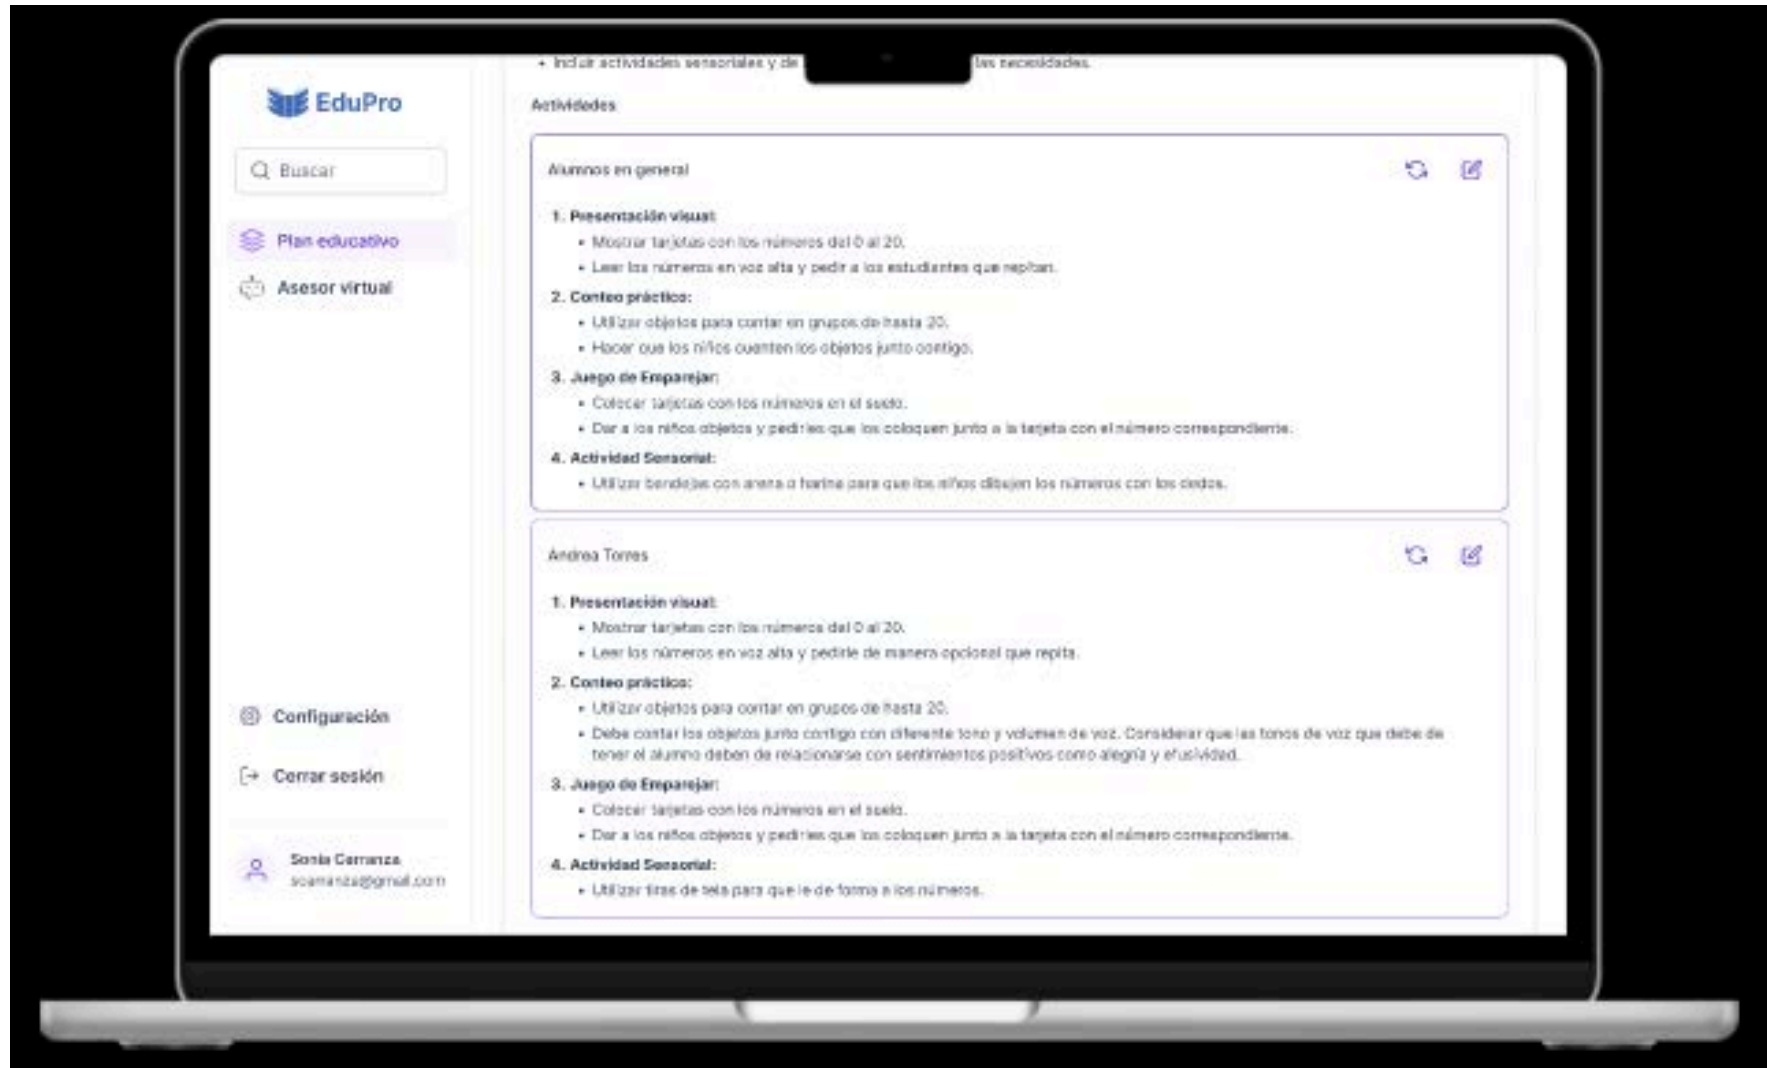 • Incluir actividades sensoriales y de
las necesidades.
EduPro
Actividades
Buscar
Plan educativo
Asesor virtual
Alumnos en general
1. Presentación visual:
• Mostrar tarjetas con los números del 0 al 20.
• Leer los números en voz alta y pedir a los estudiantes que repitan.
2. Conteo práctico:
• Utilizar objetos para contar en grupos de hasta 20.
• Hacer que los niños cuenten los objetos junto contigo.
3. Juego de Emparejar:
• Colocar tarjetas con los números en el suelo.
• Dar a los niños objetos y pedirles que los coloquen junto a la tarjeta con el número correspondiente.
4. Actividad Sensorial:
• Utilizar bandejas con arena o harina para que los niños dibujen los números con los dedos.
Andrea Torres
1. Presentación visual:
• Mostrar tarjetas con los números del 0 al 20.
• Leer los números en voz alta y pedirle de manera opcional que repita.
2. Conteo práctico:
• Utilizar objetos para contar en grupos de hasta 20.
• Debe contar los objetos junto contigo con diferente tono y volumen de voz. Considerar que los tonos de voz que debe de
tener el alumno deben de relacionarse con sentimientos positivos como alegría y efusividad.
3. Juego de Emparejar:
• Colocar tarjetas con los números en el suelo.
• Dar a los niños objetos y pedirles que los coloquen junto a la tarjeta con el número correspondiente.
4. Actividad Sensorial:
• Utilizar tiras de tela para que le de forma a los números.
Configuración
Cerrar sesión
Sonia Carranza
scarranza@gmail.com